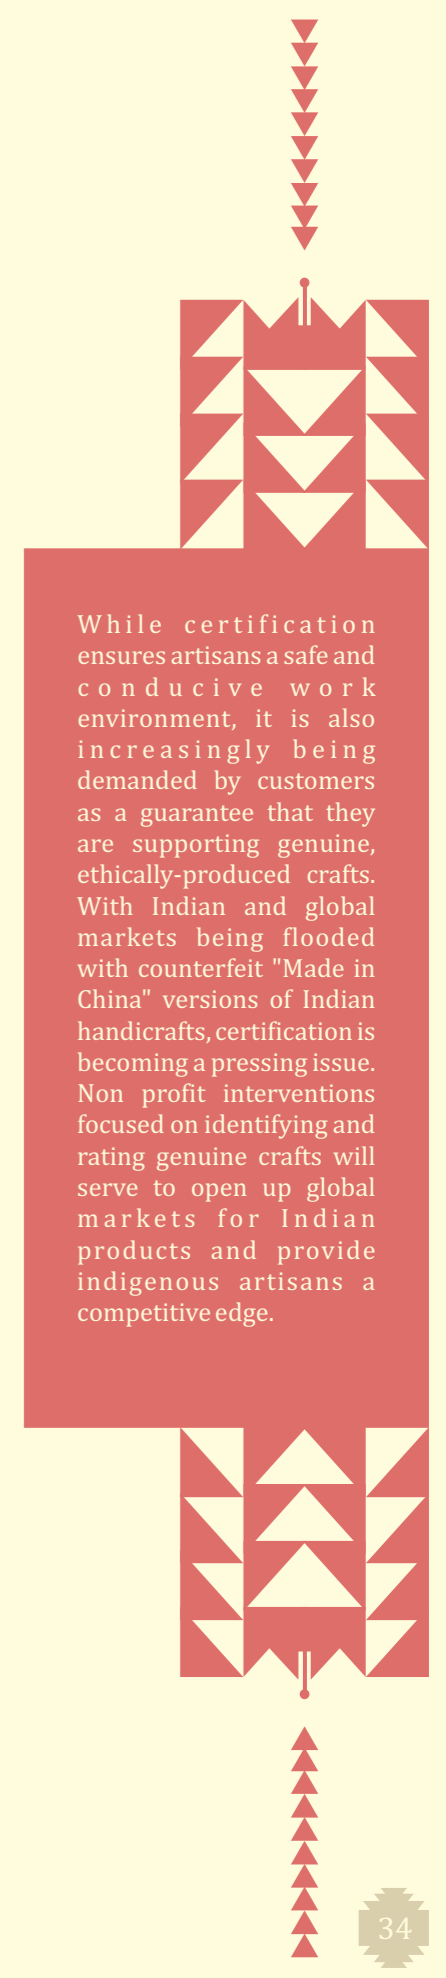 While certification
ensures artisans a safe and
conducive work
environment, it is also
increasingly being
demanded by customers
as a guarantee that they
are supporting genuine,
ethically-produced crafts.
With Indian and global
markets being flooded
with counterfeit "Made in
China" versions of Indian
handicrafts, certification is
becoming a pressing issue.
Non profit interventions
focused on identifying and
rating genuine crafts will
serve to open up global
markets for Indian
products and provide
indigenous artisans a
competitive edge.
34